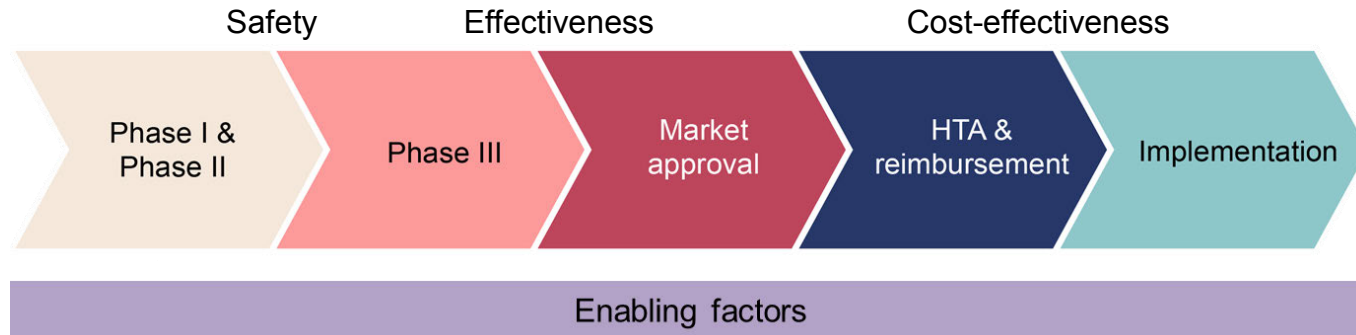 Safety
Effectiveness
Cost-effectiveness
Phase I &
Phase II
Phase III
Market
approval
HTA &
reimbursement
Implementation
Enabling factors